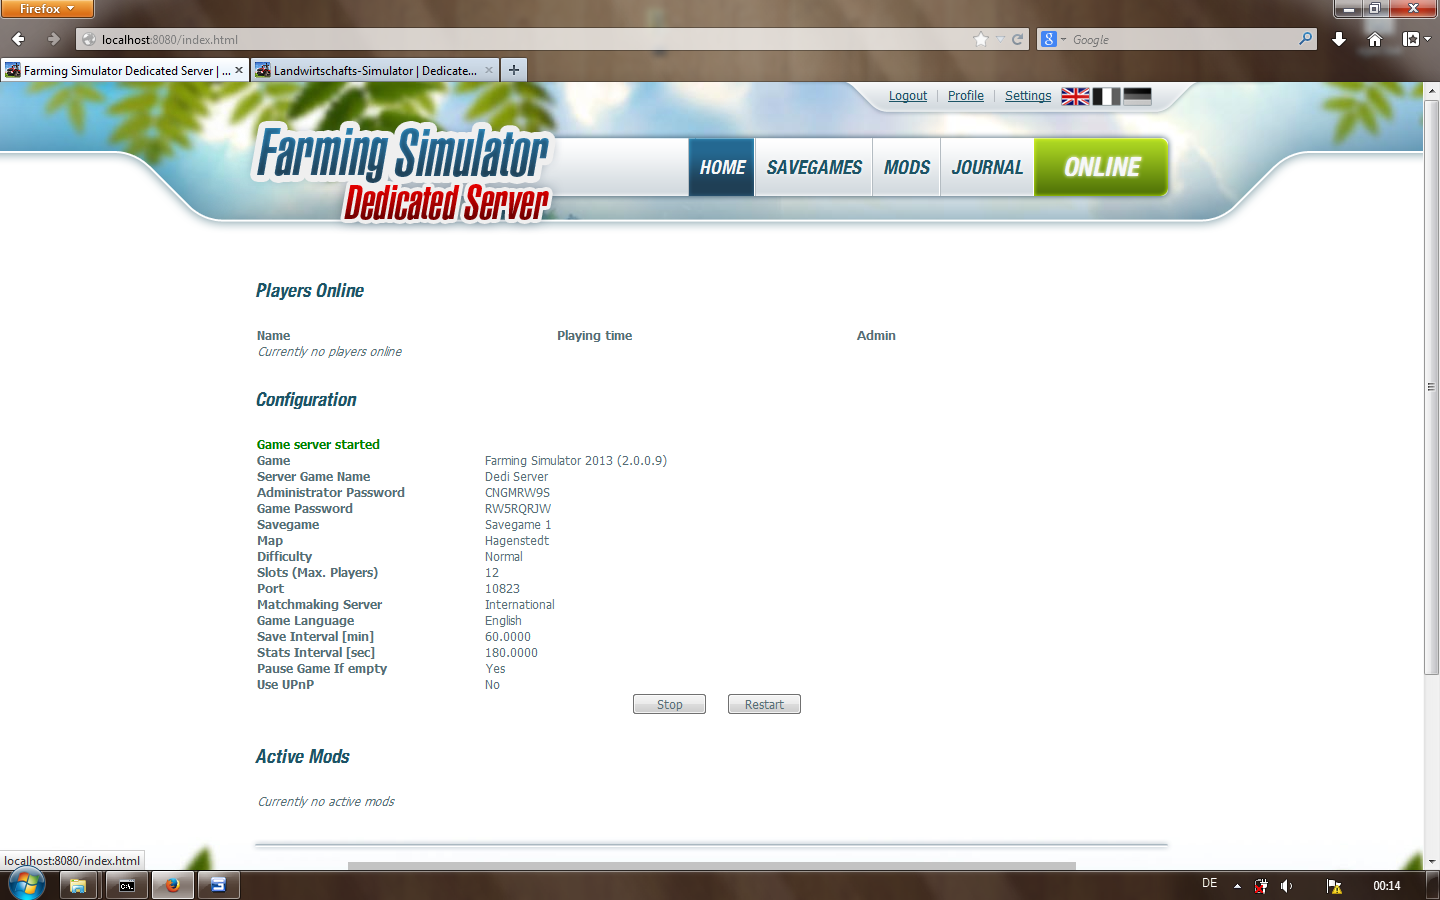 Firefox
localhost:8080/index.html
Google
Farming Simulator Dedicated Server | ...
Landwirtschafts-Simulator | Dedicate...
Logout | Profile | Settings
Farming Simulator
Dedicated Server
HOME SAVEGAMES MODS JOURNAL ONLINE
Players Online
Name Playing time Admin
Currently no players online
Configuration
Game server started
Game Farming Simulator 2013 (2.0.0.9)
Server Game Name Dedi Server
Administrator Password CNGMRW9S
Game Password RW5RQRJW
Savegame Savegame 1
Map Hagenstedt
Difficulty Normal
Slots (Max. Players) 12
Port 10823
Matchmaking Server International
Game Language English
Save Interval [min] 60.0000
Stats Interval [sec] 180.0000
Pause Game If empty Yes
Use UPnP No
Stop Restart
Active Mods
Currently no active mods
localhost:8080/index.html
DE 00:14